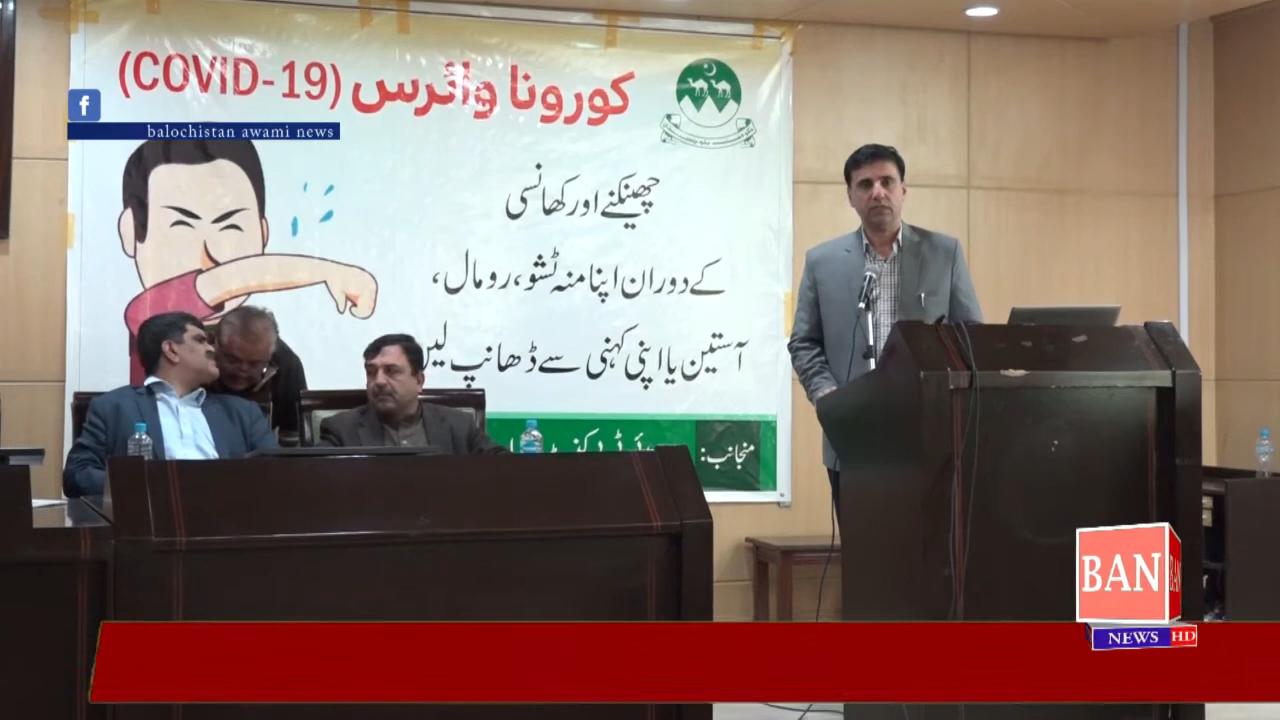 کورونا وائرس (COVID-19)
balochistan awami news
چھینکنے اور کھانسی
کے دوران اپنا منہ ٹشو، رومال،
آستین یا اپنی کہنی سے ڈھانپ لیں
منجانب:
BAN
BAN
NEWS HD